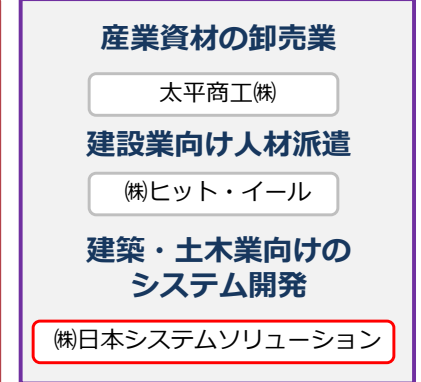 産業資材の卸売業
太平商工㈱
建設業向け人材派遣
㈱ヒット・イール
建築・土木業向けの
システム開発
㈱日本システムソリューション